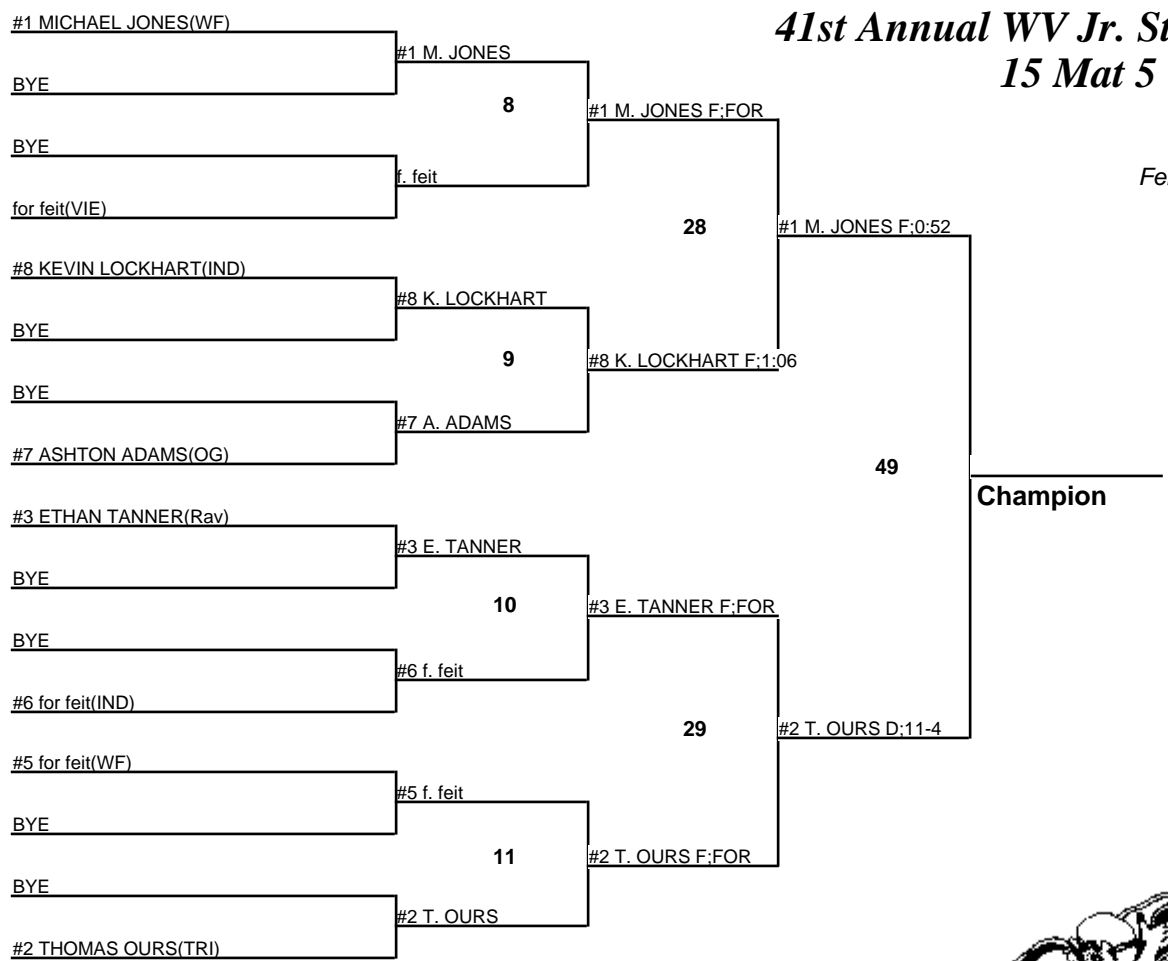 41st Annual WV Jr. St
15 Mat 5
Fe
#1 MICHAEL JONES(WF)
BYE
BYE
for feit(VIE)
#8 KEVIN LOCKHART(IND)
BYE
BYE
#7 ASHTON ADAMS(OG)
#3 ETHAN TANNER(Rav)
BYE
BYE
#6 for feit(IND)
#5 for feit(WF)
BYE
BYE
#2 THOMAS OURS(TRI)
#1 M. JONES
8
f. feit
#8 K. LOCKHART
9
#7 A. ADAMS
#3 E. TANNER
10
#6 f. feit
#5 f. feit
11
#2 T. OURS
#1 M. JONES F;FOR
28
#8 K. LOCKHART F;1:06
#3 E. TANNER F;FOR
29
#2 T. OURS F;FOR
#1 M. JONES F;0:52
49
#2 T. OURS D;11-4
Champion